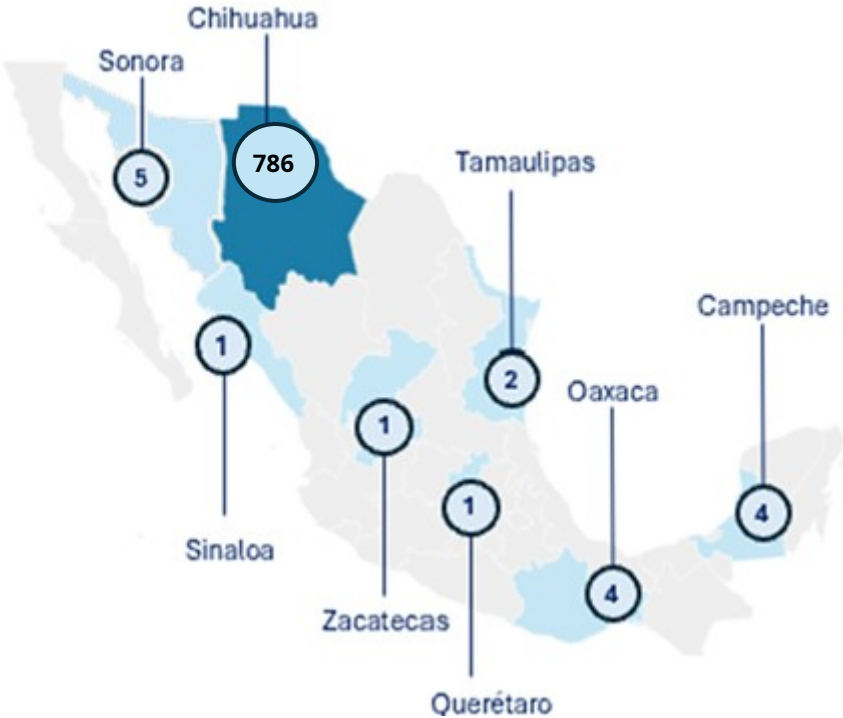 Chihuahua
Sonora
786
5
Tamaulipas
Campeche
1
2
Oaxaca
1
1
4
Sinaloa
4
Zacatecas
Querétaro